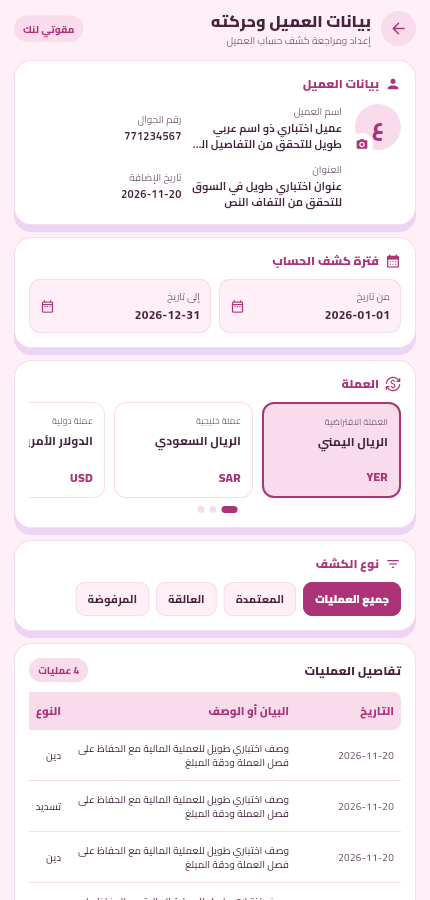 بيانات العميل وحركته
إعداد ومراجعة كشف حساب العميل
مقوتي لنك
بيانات العميل
ع
اسم العميل
عميل اختباري ذو اسم عربي
طويل للتحقق من التفاصيل الـ...
رقم الجوال
771234567
العنوان
عنوان اختباري طويل في السوق
للتحقق من التفاف النص
تاريخ الإضافة
2026-11-20
فترة كشف الحساب
من تاريخ
2026-01-01
إلى تاريخ
2026-12-31
العملة
العملة الافتراضية
الريال اليمني
YER
عملة خليجية
الريال السعودي
SAR
عملة دولية
الدولار الأمر
USD
نوع الكشف
جميع العمليات
المعتمدة
العالقة
المرفوضة
تفاصيل العمليات
4 عمليات
التاريخ البيان أو الوصف النوع
2026-11-20
وصف اختباري طويل للعملية المالية مع الحفاظ على
فصل العملة ودقة المبلغ
دين
2026-11-20
وصف اختباري طويل للعملية المالية مع الحفاظ على
فصل العملة ودقة المبلغ
تسديد
2026-11-20
وصف اختباري طويل للعملية المالية مع الحفاظ على
فصل العملة ودقة المبلغ
دين